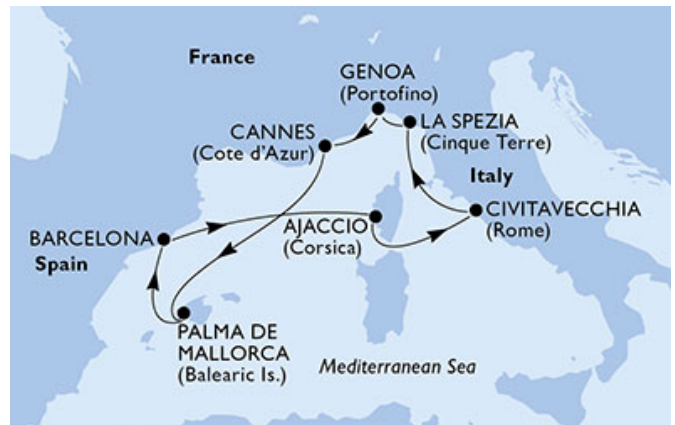 France
GENOA
(Portofino)
LA SPEZIA
(Cinque Terre)
CANNES
(Cote d'Azur)
Italy
CIVITAVECCHIA
(Rome)
AJACCIO
(Corsica)
BARCELONA
Spain
PALMA DE
MALLORCA
(Balearic Is.)
Mediterranean Sea